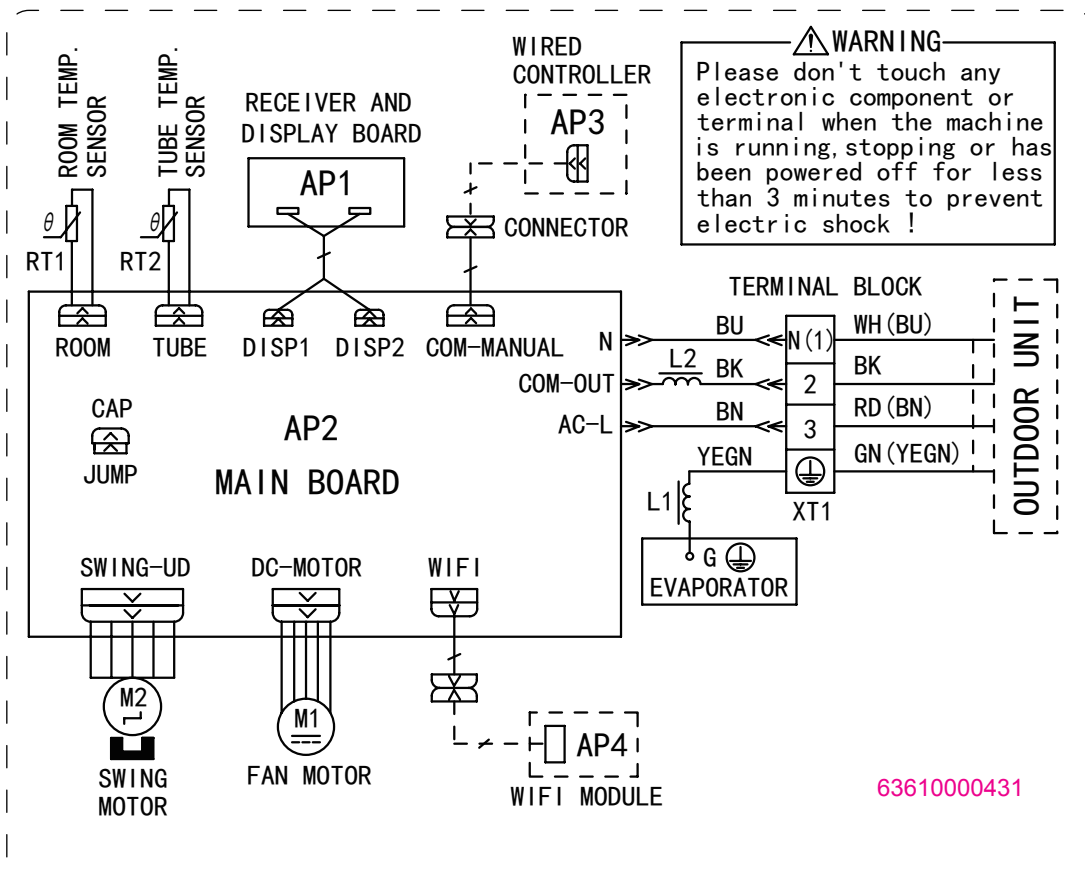 ROOM TEMP.
SENSOR
TUBE TEMP.
SENSOR
RECEIVER AND
DISPLAY BOARD
AP1
WIRED
CONTROLLER
AP3
CONNECTOR
WARNING
Please don't touch any
electronic component or
terminal when the machine
is running,stopping or has
been powered off for less
than 3 minutes to prevent
electric shock !
θ
RT1
θ
RT2
ROOM
TUBE
DISP1
DISP2
COM-MANUAL
N
COM-OUT
AC-L
CAP
JUMP
AP2
MAIN BOARD
TERMINAL BLOCK
BU
N(1)
WH(BU)
L2
BK
2
BK
BN
3
RD(BN)
YEGN
GN(YEGN)
XT1
OUTDOOR UNIT
L1
G
EVAPORATOR
SWING-UD
DC-MOTOR
WIFI
M2
SWING
MOTOR
M1
FAN MOTOR
AP4
WIFI MODULE
63610000431